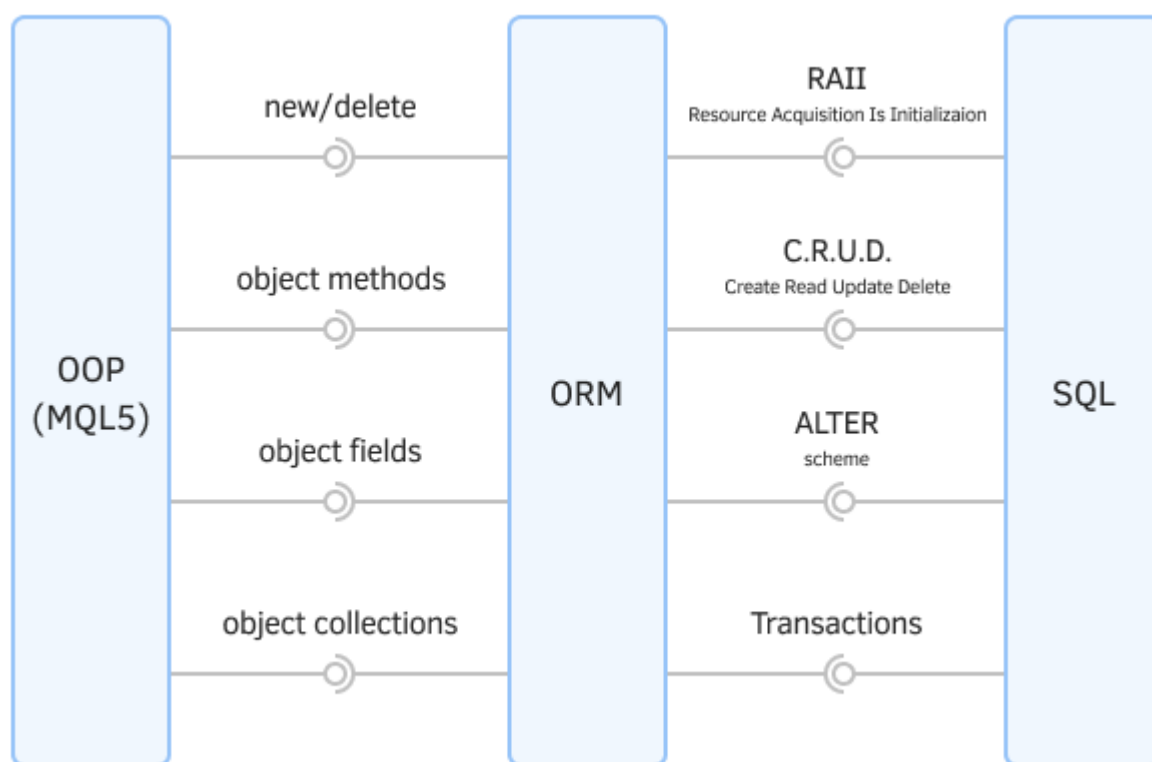 new/delete
RAII
Resource Acquisition Is Initializaion
object methods
C.R.U.D.
Create Read Update Delete
OOP
(MQL5)
ORM
SQL
object fields
ALTER
scheme
object collections
Transactions